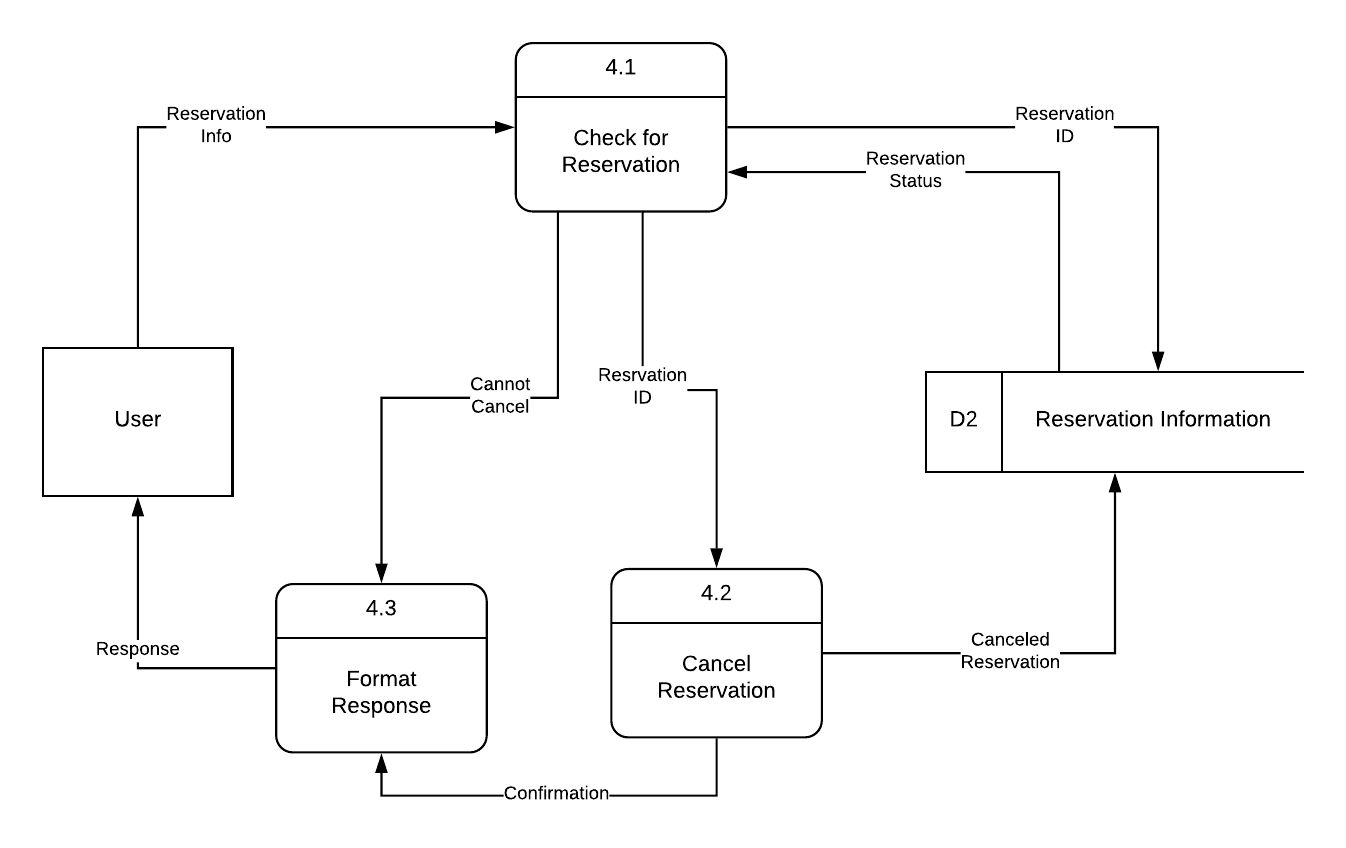 4.1
Check for
Reservation
Reservation
Info
Reservation
ID
Reservation
Status
Cannot
Cancel
Resrvation
ID
User
D2
Reservation Information
4.3
Format
Response
4.2
Cancel
Reservation
Response
Canceled
Reservation
Confirmation